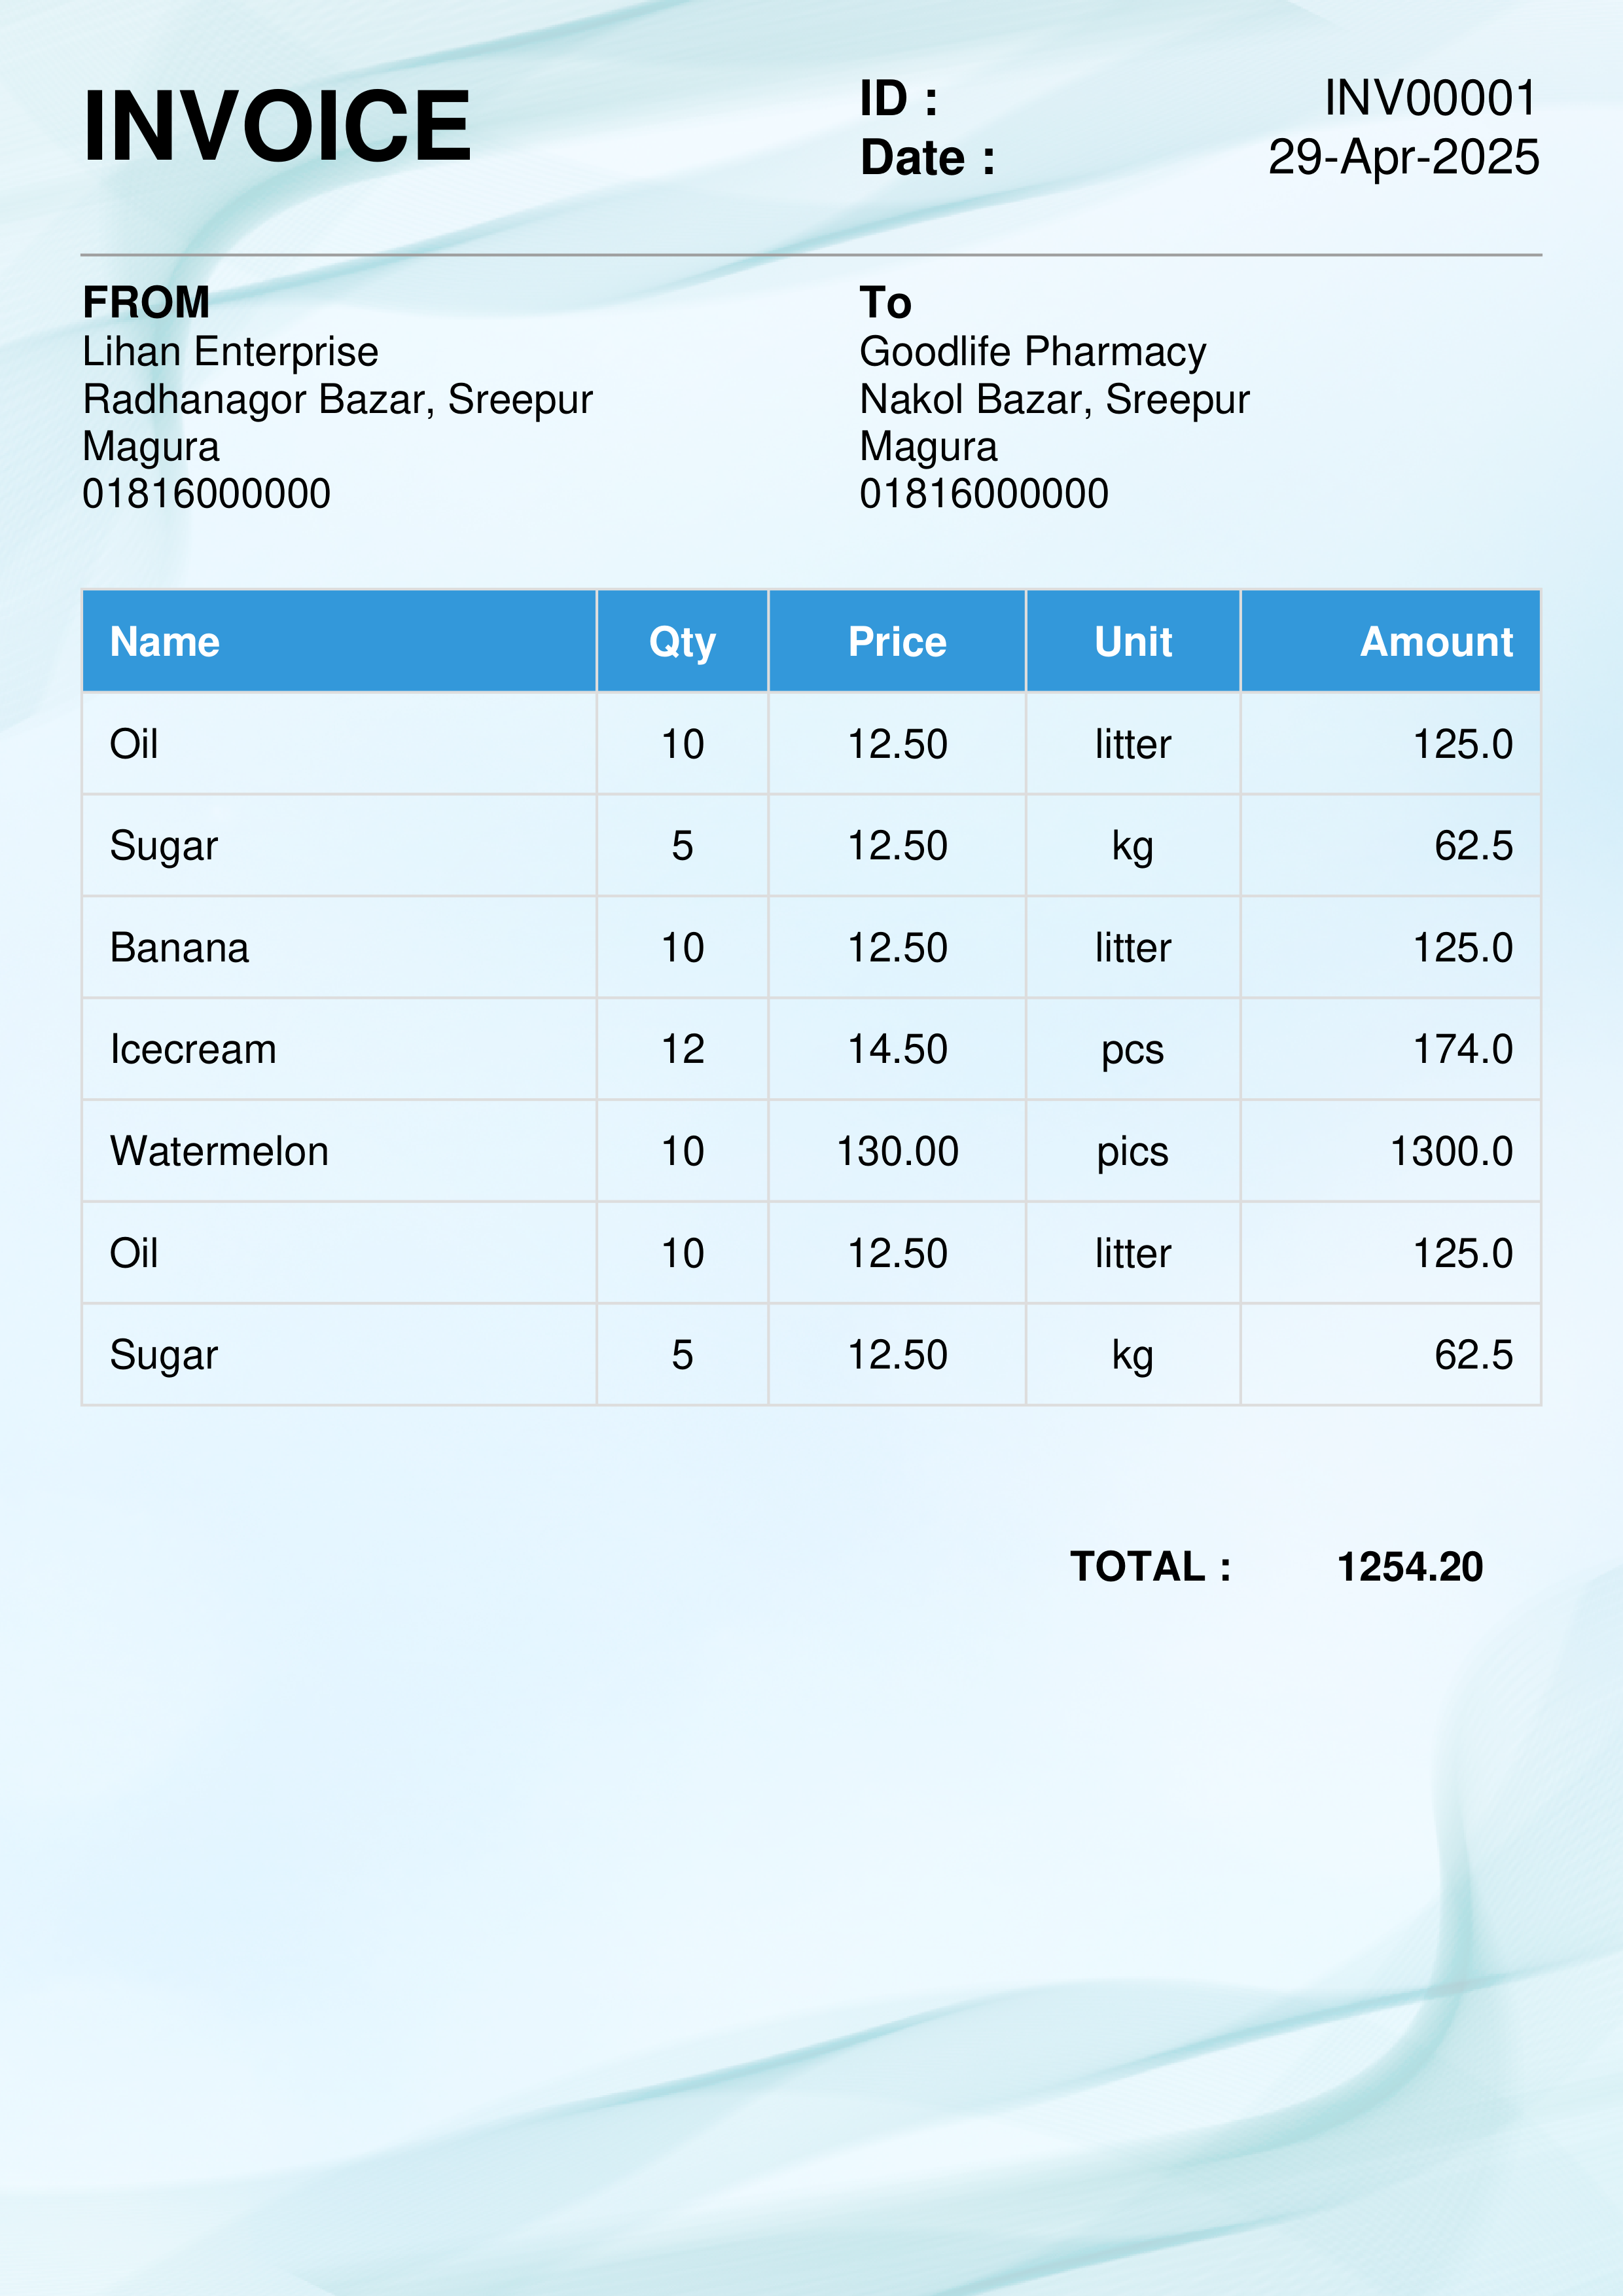 INVOICE
ID : INV00001
Date : 29-Apr-2025
FROM
Lihan Enterprise
Radhanagor Bazar, Sreepur
Magura
01816000000
To
Goodlife Pharmacy
Nakol Bazar, Sreepur
Magura
01816000000
Name Qty Price Unit Amount
Oil 10 12.50 litter 125.0
Sugar 5 12.50 kg 62.5
Banana 10 12.50 litter 125.0
Icecream 12 14.50 pcs 174.0
Watermelon 10 130.00 pics 1300.0
Oil 10 12.50 litter 125.0
Sugar 5 12.50 kg 62.5
TOTAL : 1254.20